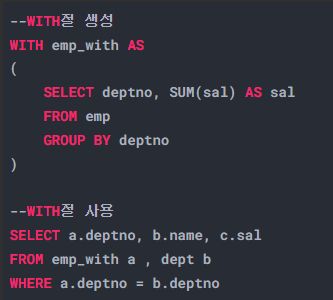 --WITH절 생성
WITH emp_with AS
(
    SELECT deptno, SUM(sal) AS sal
    FROM emp
    GROUP BY deptno
)

--WITH절 사용
SELECT a.deptno, b.name, c.sal
FROM emp_with a , dept b
WHERE a.deptno = b.deptno